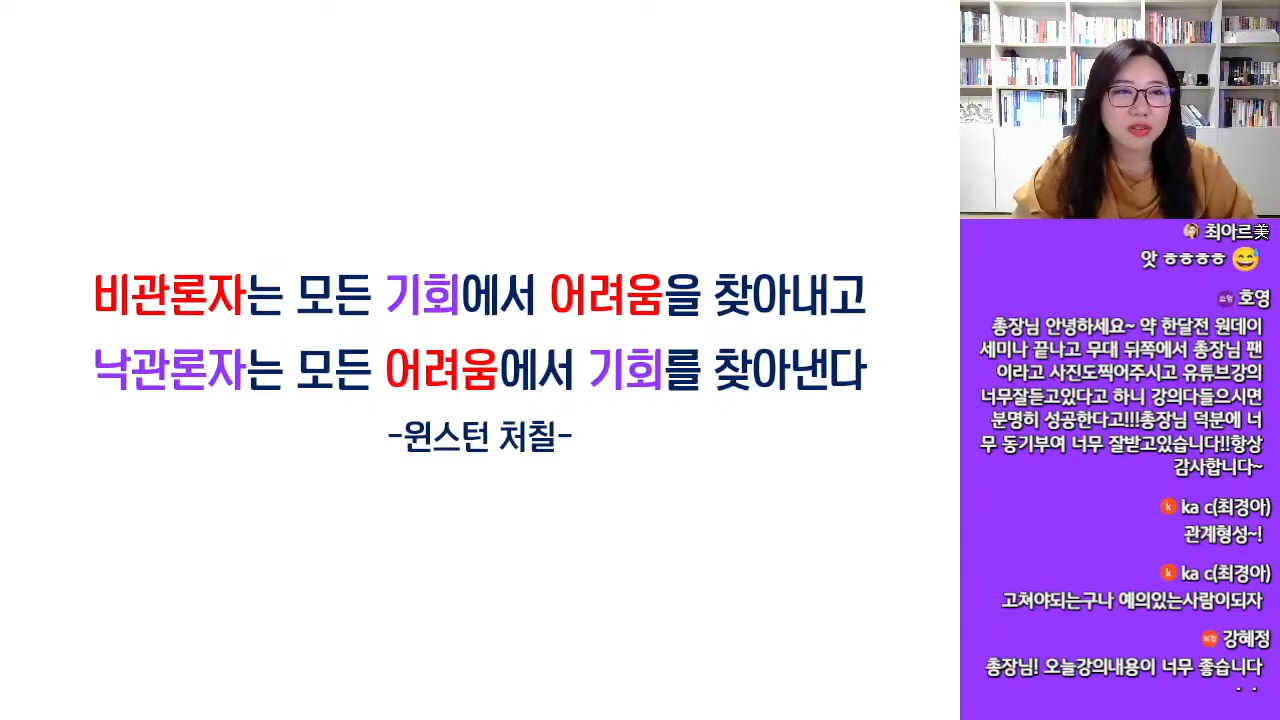 비관론자는 모든 기회에서 어려움을 찾아내고
낙관론자는 모든 어려움에서 기회를 찾아낸다
-윈스턴 처칠-
최아르美
앗 ㅎㅎㅎㅎ 😅
호영
총장님 안녕하세요~ 약 한달전 원데이
세미나 끝나고 무대 뒤쪽에서 총장님 팬
이라고 사진도찍어주시고 유튜브강의
너무잘듣고있다고 하니 강의다들으시면
분명히 성공한다고!!!총장님 덕분에 너
무 동기부여 너무 잘받고있습니다!!항상
감사합니다~
k ka c(최경아)
관계형성~!
k ka c(최경아)
고쳐야되는구나 예의있는사람이되자
강혜정
총장님! 오늘강의내용이 너무 좋습니다